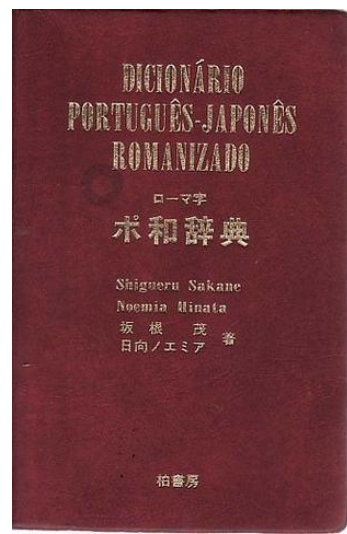 DICIONÁRIO
PORTUGUÊS-JAPONÊS
ROMANIZADO
ローマ字
ポ和辞典
Shigueru Sakane
Noemia Hinata
坂根 茂
日向ノエミア 著
柏書房